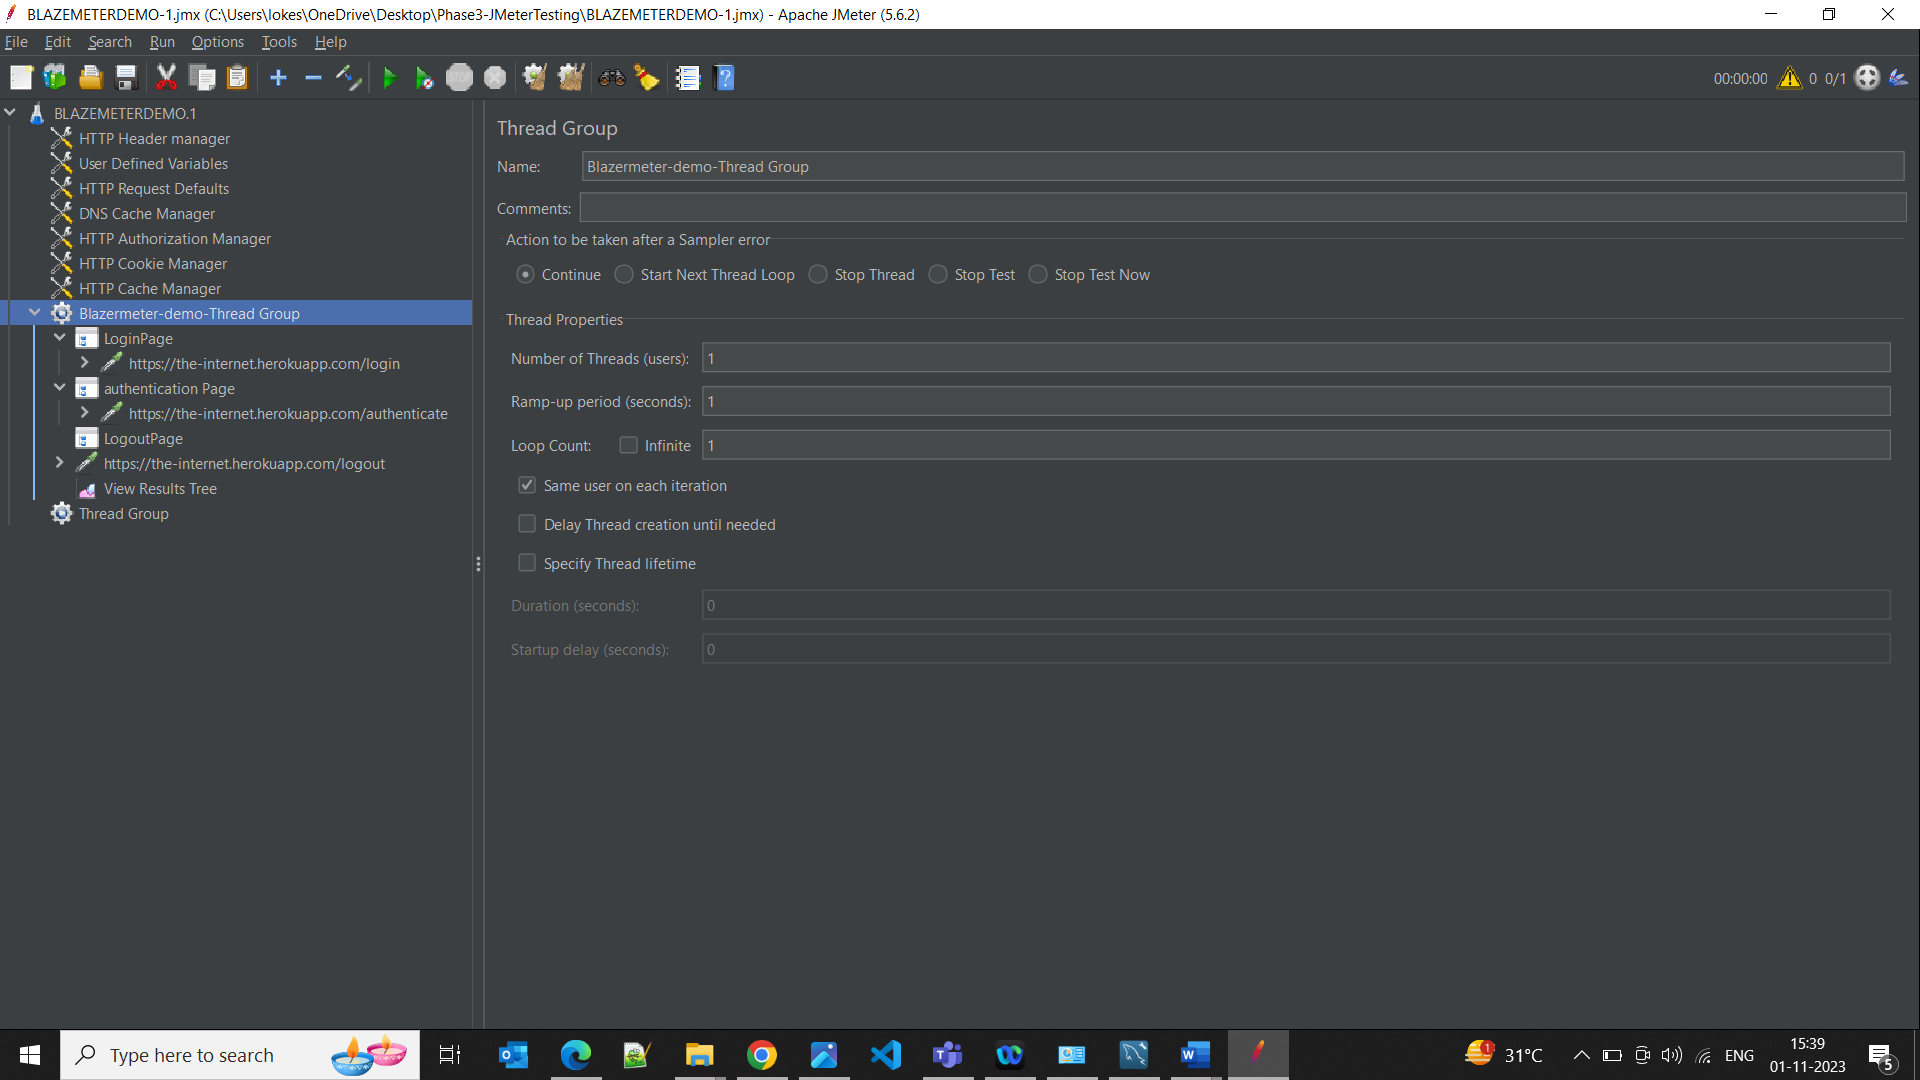 BLAZEMETERDEMO-1.jmx (C:\Users\lokes\OneDrive\Desktop\Phase3-JMeterTesting\BLAZEMETERDEMO-1.jmx) - Apache JMeter (5.6.2)
File Edit Search Run Options Tools Help
STOP
00:00:00 0 0/1
BLAZEMETERDEMO.1
HTTP Header manager
User Defined Variables
HTTP Request Defaults
DNS Cache Manager
HTTP Authorization Manager
HTTP Cookie Manager
HTTP Cache Manager
Blazermeter-demo-Thread Group
LoginPage
https://the-internet.herokuapp.com/login
authentication Page
https://the-internet.herokuapp.com/authenticate
LogoutPage
https://the-internet.herokuapp.com/logout
View Results Tree
Thread Group
Thread Group
Name: Blazermeter-demo-Thread Group
Comments:
Action to be taken after a Sampler error
Continue Start Next Thread Loop Stop Thread Stop Test Stop Test Now
Thread Properties
Number of Threads (users): 1
Ramp-up period (seconds): 1
Loop Count: Infinite 1
Same user on each iteration
Delay Thread creation until needed
Specify Thread lifetime
Duration (seconds): 0
Startup delay (seconds): 0
Type here to search
1 31°C
ENG
15:39
01-11-2023
5